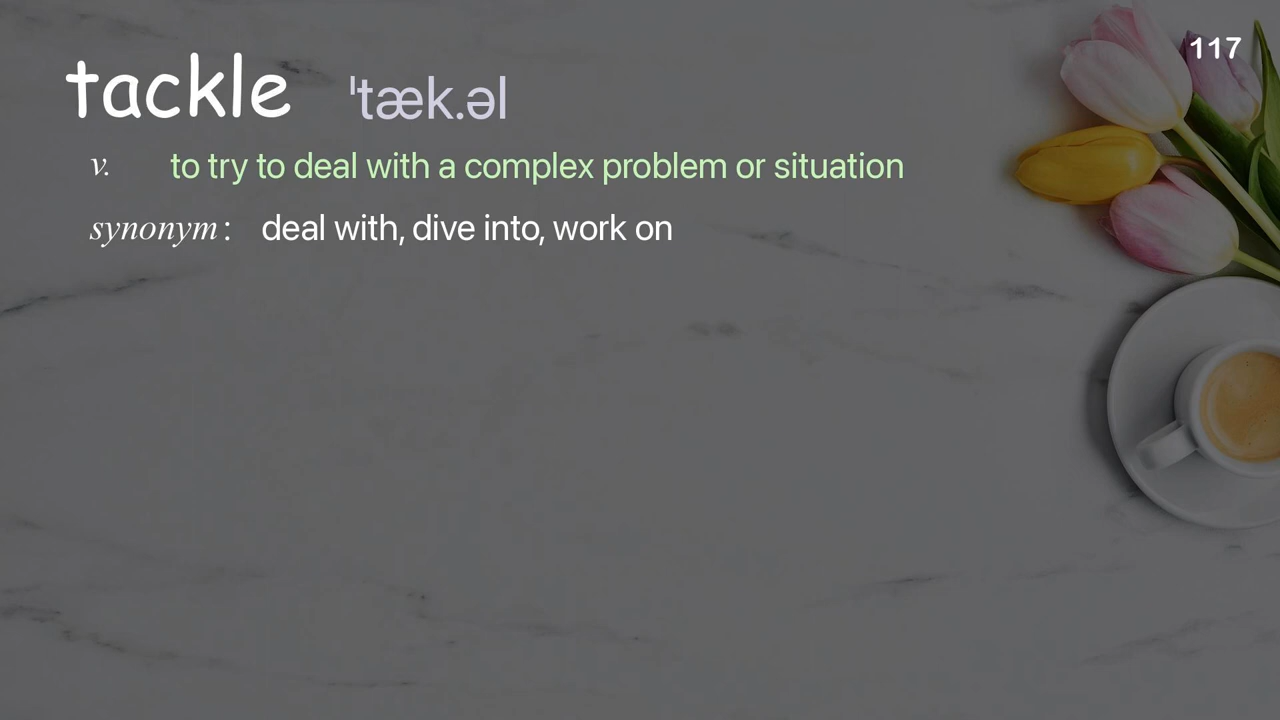 117
tackle ˈtæk.əl
v. to try to deal with a complex problem or situation
synonym: deal with, dive into, work on